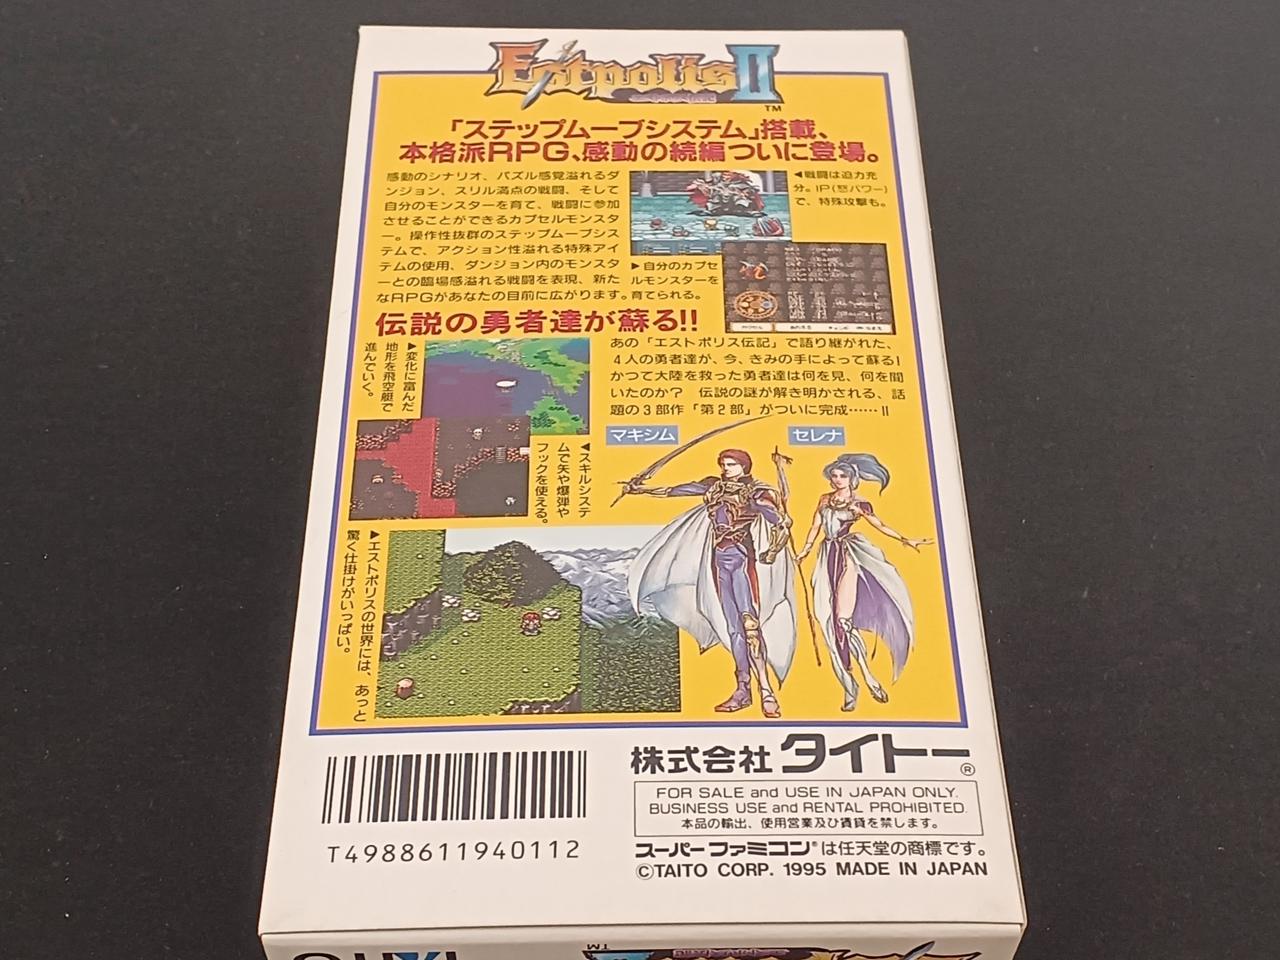 Estpolis II
TM
「ステップムーブシステム」搭載、
本格派RPG、感動の続編ついに登場。
感動のシナリオ、パズル感覚溢れるダ
ンジョン、スリル満点の戦闘、そして
自分のモンスターを育て、戦闘に参加
させることができるカプセルモンスタ
ー。操作性抜群のステップムーブシス
テムで、アクション性溢れる特殊アイ
テムの使用、ダンジョン内のモンスタ
ーとの臨場感溢れる戦闘を表現、新た
なRPGがあなたの目前に広がります。
◀戦闘は迫力充
分。IP(怒パワー)
で、特殊攻撃も。
▶自分のカプセ
ルモンスターを
育てられる。
伝説の勇者達が蘇る!!
あの「エストポリス伝記」で語り継がれた、
4人の勇者達が、今、きみの手によって蘇る!
かつて大陸を救った勇者達は何を見、何を聞
いたのか? 伝説の謎が解き明かされる、話
題の3部作「第2部」がついに完成……!!
▶変化に富んだ
地形を飛空艇で
進んでいく。
◀スキルシステ
ムで矢や爆弾や
フックを使える。
マキシム
セレナ
▶エストポリスの世界には、あっと
驚く仕掛けがいっぱい。
株式会社タイトー®
FOR SALE and USE IN JAPAN ONLY.
BUSINESS USE and RENTAL PROHIBITED.
本品の輸出、使用営業及び賃貸を禁じます。
スーパーファミコン®は任天堂の商標です。
©TAITO CORP. 1995 MADE IN JAPAN
T4988611940112